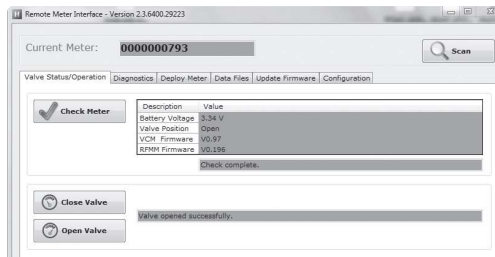 Remote Meter Interface - Version 2.3.6400.29223
Current Meter: 0000000793 Scan
Valve Status/Operation Diagnostics Deploy Meter Data Files Update Firmware Configuration
Check Meter
Description Value
Battery Voltage 3.34 V
Valve Position Open
VCM Firmware V0.97
RFMM Firmware V0.196
Check complete.
Close Valve
Valve opened successfully.
Open Valve